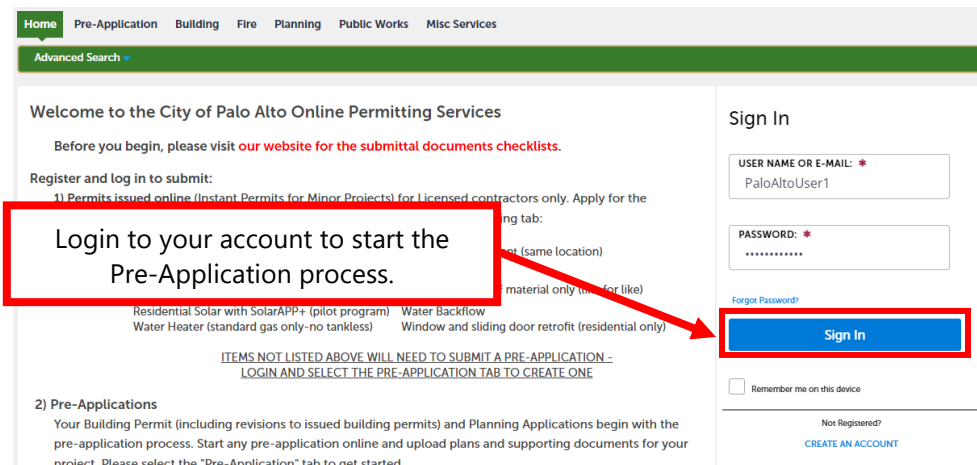 Home Pre-Application Building Fire Planning Public Works Misc Services
Advanced Search
Welcome to the City of Palo Alto Online Permitting Services
Before you begin, please visit our website for the submittal documents checklists.
Register and log in to submit:
1) Permits issued online (Instant Permits for Minor Projects) for Licensed contractors only. Apply for the
ing tab:
Login to your account to start the
Pre-Application process.
(same location)
material only (like for like)
Residential Solar with SolarAPP+ (pilot program) Water Backflow
Water Heater (standard gas only-no tankless) Window and sliding door retrofit (residential only)
ITEMS NOT LISTED ABOVE WILL NEED TO SUBMIT A PRE-APPLICATION -
LOGIN AND SELECT THE PRE-APPLICATION TAB TO CREATE ONE
2) Pre-Applications
Your Building Permit (including revisions to issued building permits) and Planning Applications begin with the
pre-application process. Start any pre-application online and upload plans and supporting documents for your
project. Please select the "Pre-Application" tab to get started
Sign In
USER NAME OR E-MAIL: *
PaloAltoUser1
PASSWORD: *
••••••••••••
Forgot Password?
Sign In
Remember me on this device
Not Registered?
CREATE AN ACCOUNT